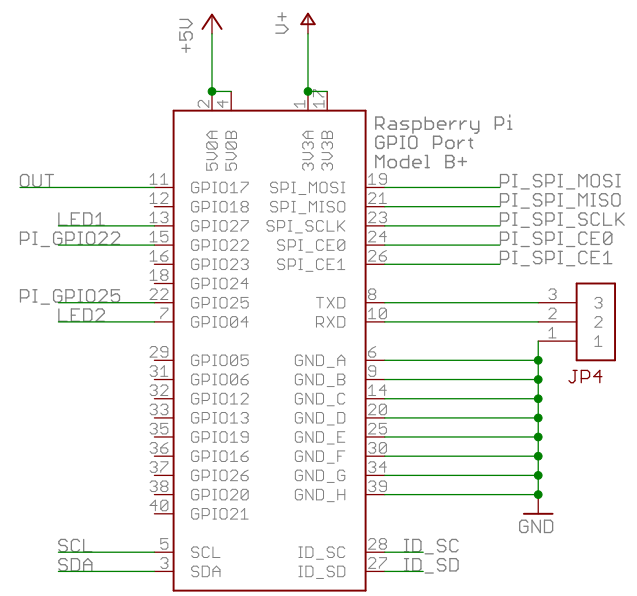 +5V
V+
2 4 1 17
5V0A 5V0B 3V3A 3V3B
Raspberry Pi
GPIO Port
Model B+
OUT 11 GPIO17 SPI_MOSI 19 PI_SPI_MOSI
12 GPIO18 SPI_MISO 21 PI_SPI_MISO
LED1 13 GPIO27 SPI_SCLK 23 PI_SPI_SCLK
PI_GPIO22 15 GPIO22 SPI_CE0 24 PI_SPI_CE0
16 GPIO23 SPI_CE1 26 PI_SPI_CE1
18 GPIO24
PI_GPIO25 22 GPIO25 TXD 8 3 3
LED2 7 GPIO04 RXD 10 2 2
1 1
29 GPIO05 GND_A 6
31 GPIO06 GND_B 9
JP4
32 GPIO12 GND_C 14
33 GPIO13 GND_D 20
35 GPIO19 GND_E 25
36 GPIO16 GND_F 30
37 GPIO26 GND_G 34
38 GPIO20 GND_H 39
40 GPIO21
GND
SCL 5 SCL ID_SC 28 ID_SC
SDA 3 SDA ID_SD 27 ID_SD